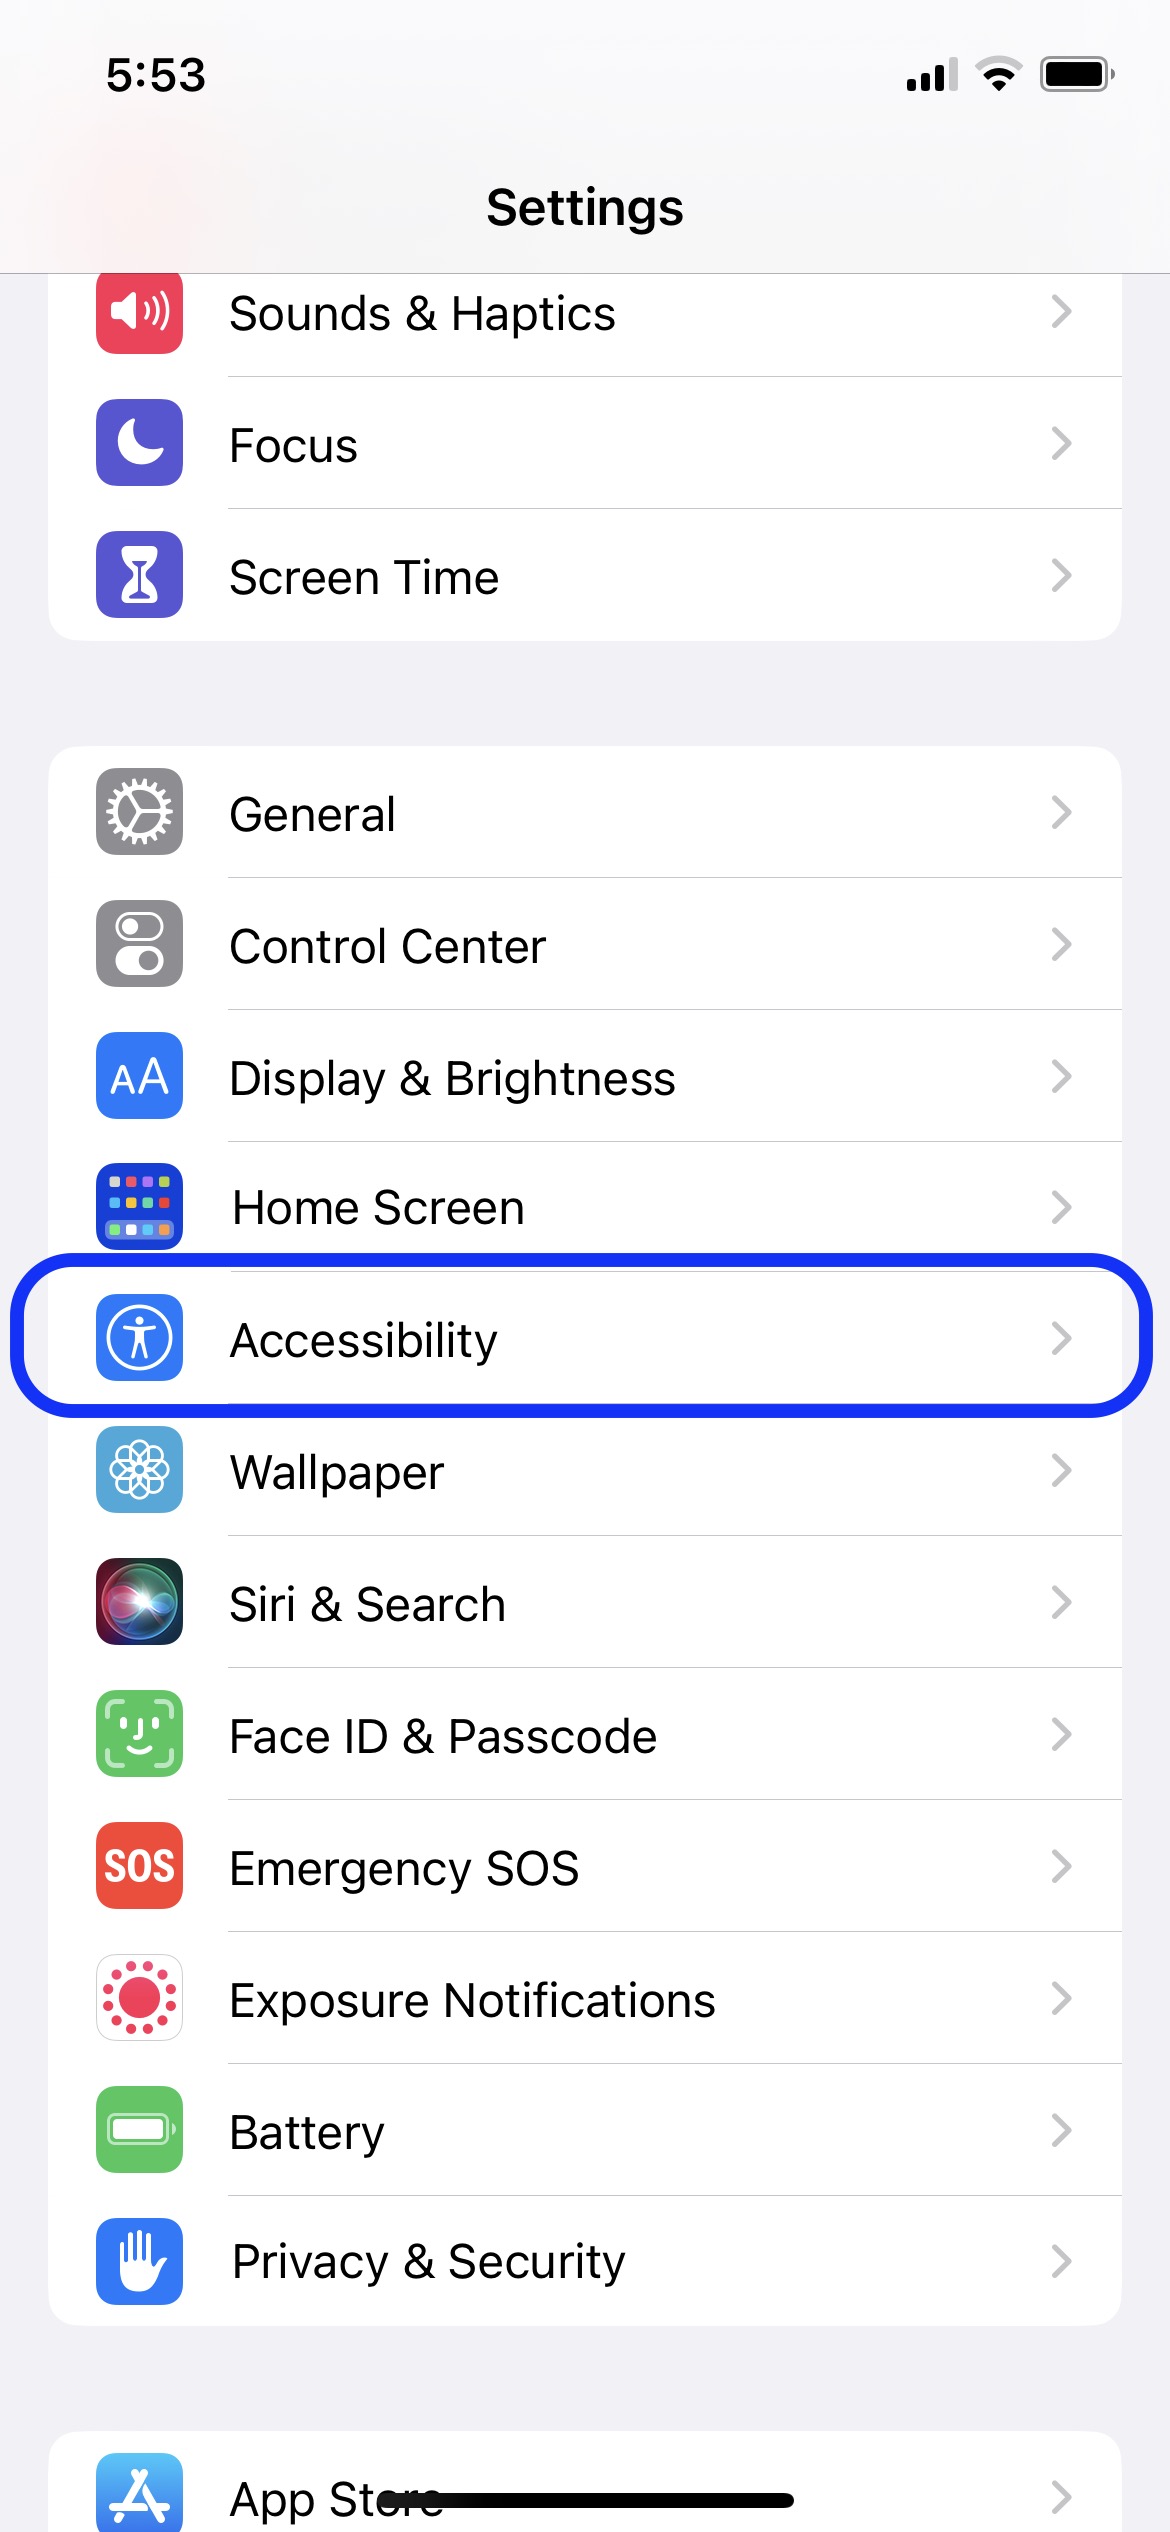 5:53
Settings
Sounds & Haptics
Focus
Screen Time
General
Control Center
AA Display & Brightness
Home Screen
Accessibility
Wallpaper
Siri & Search
Face ID & Passcode
SOS Emergency SOS
Exposure Notifications
Battery
Privacy & Security
App Store